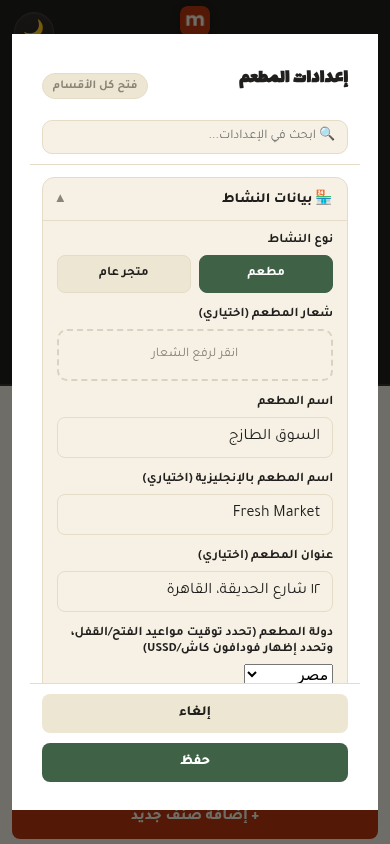 m
إعدادات المطعم
فتح كل الأقسام
ابحث في الإعدادات...
بيانات النشاط
نوع النشاط
مطعم
متجر عام
شعار المطعم (اختياري)
انقر لرفع الشعار
اسم المطعم
السوق الطازج
اسم المطعم بالإنجليزية (اختياري)
Fresh Market
عنوان المطعم (اختياري)
١٢ شارع الحديقة، القاهرة
دولة المطعم (تحدد توقيت مواعيد الفتح/القفل،
وتحدد إظهار فودافون كاش/USSD)
مصر
إلغاء
حفظ
+ إضافة صنف جديد